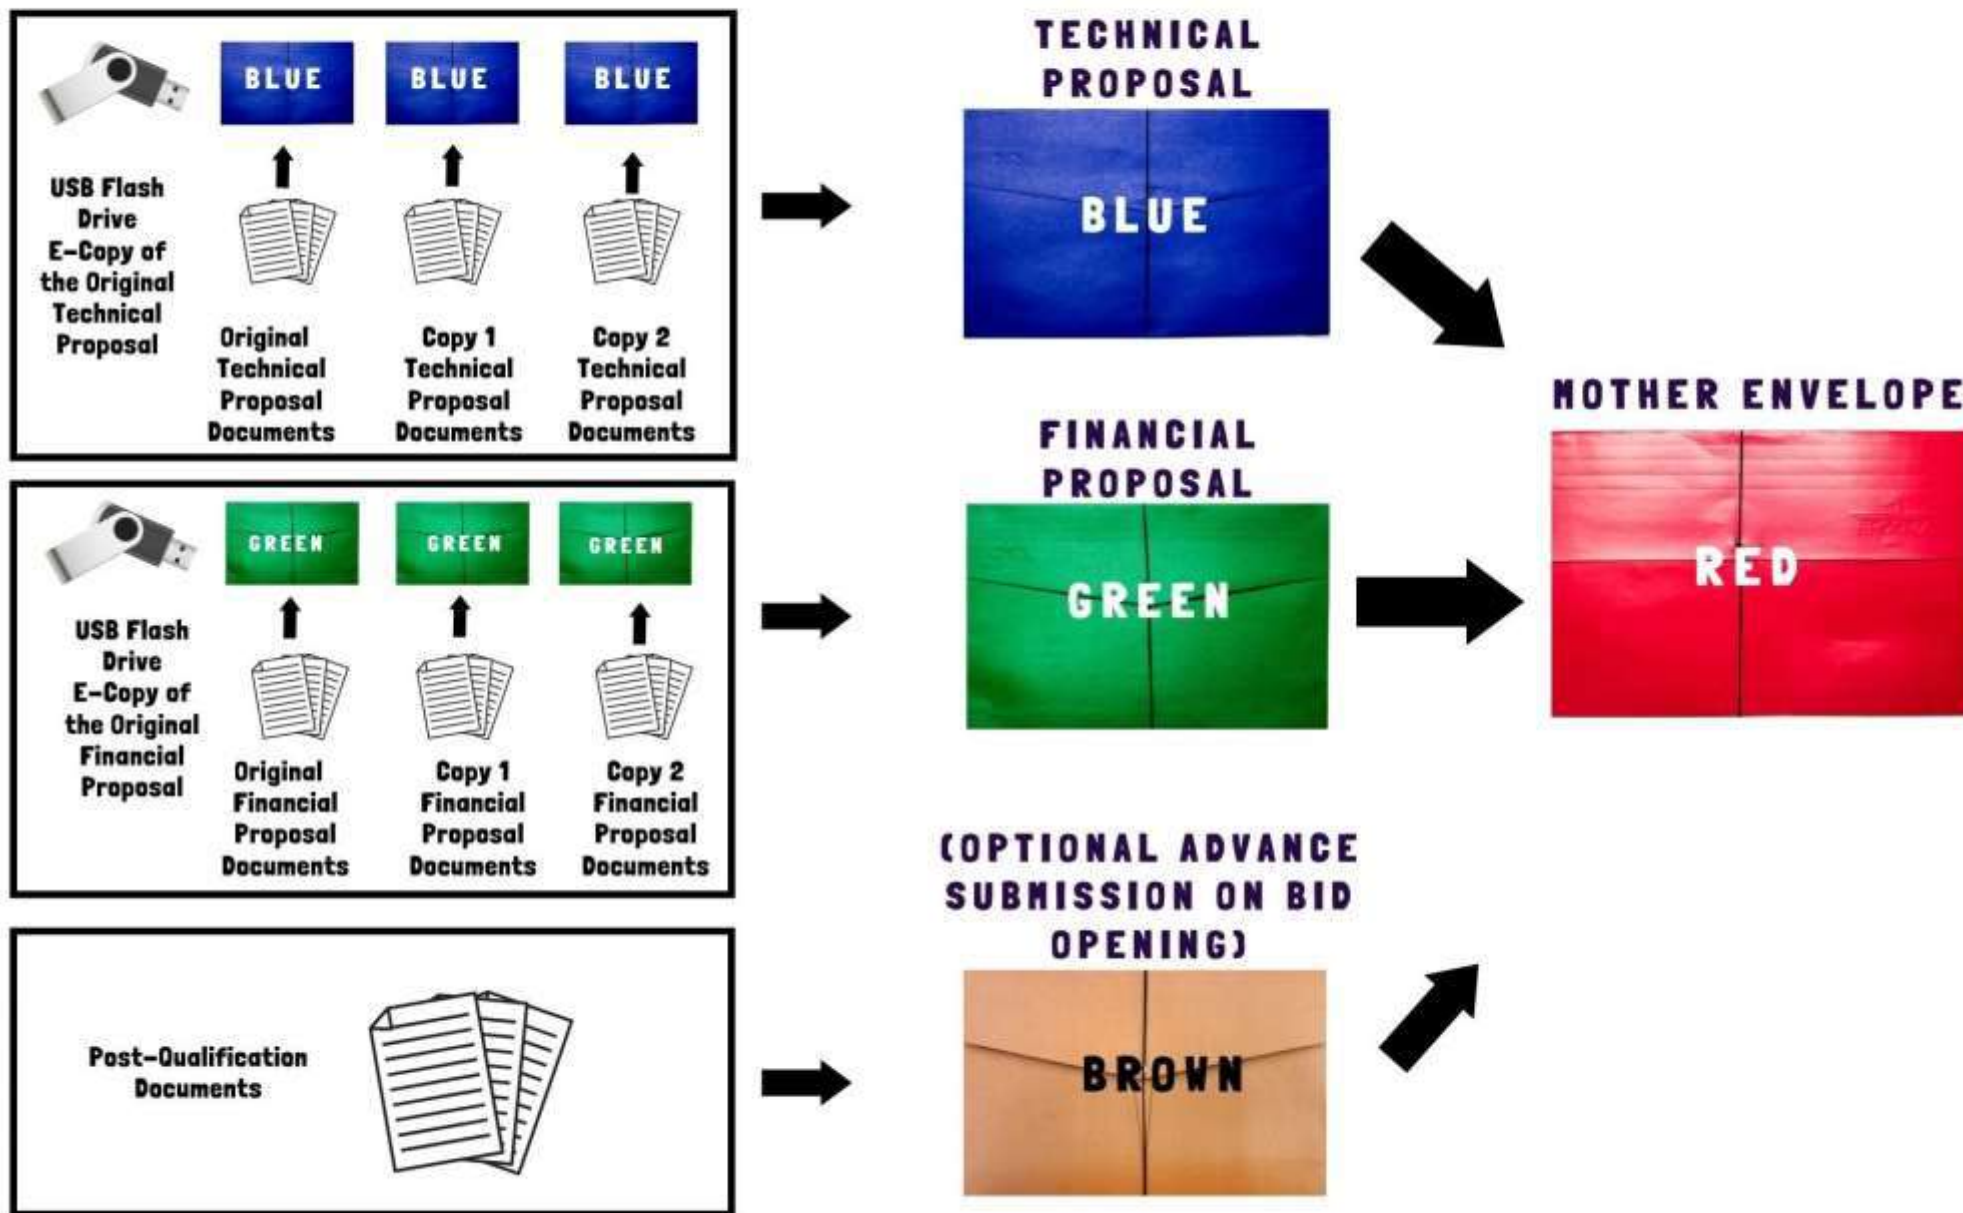 BLUE
BLUE
BLUE
USB Flash
Drive
E-Copy of
the Original
Technical
Proposal
Original
Technical
Proposal
Documents
Copy 1
Technical
Proposal
Documents
Copy 2
Technical
Proposal
Documents
TECHNICAL
PROPOSAL
BLUE
GREEN
GREEN
GREEN
USB Flash
Drive
E-Copy of
the Original
Financial
Proposal
Original
Financial
Proposal
Documents
Copy 1
Financial
Proposal
Documents
Copy 2
Financial
Proposal
Documents
FINANCIAL
PROPOSAL
GREEN
MOTHER ENVELOPE
RED
Post-Qualification
Documents
(OPTIONAL ADVANCE
SUBMISSION ON BID
OPENING)
BROWN